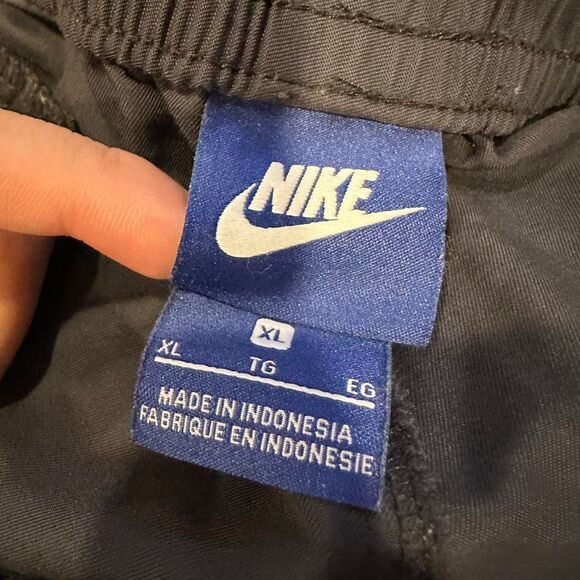 NIKE
XL
XL TG EG
MADE IN INDONESIA
FABRIQUE EN INDONESIE